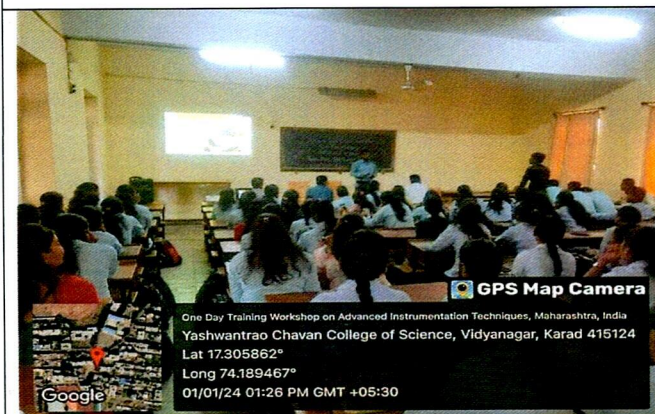 GPS Map Camera
One Day Training Workshop on Advanced Instrumentation Techniques, Maharashtra, India
Yashwantrao Chavan College of Science, Vidyanagar, Karad 415124
Lat 17.305862°
Long 74.189467°
01/01/24 01:26 PM GMT +05:30
Google